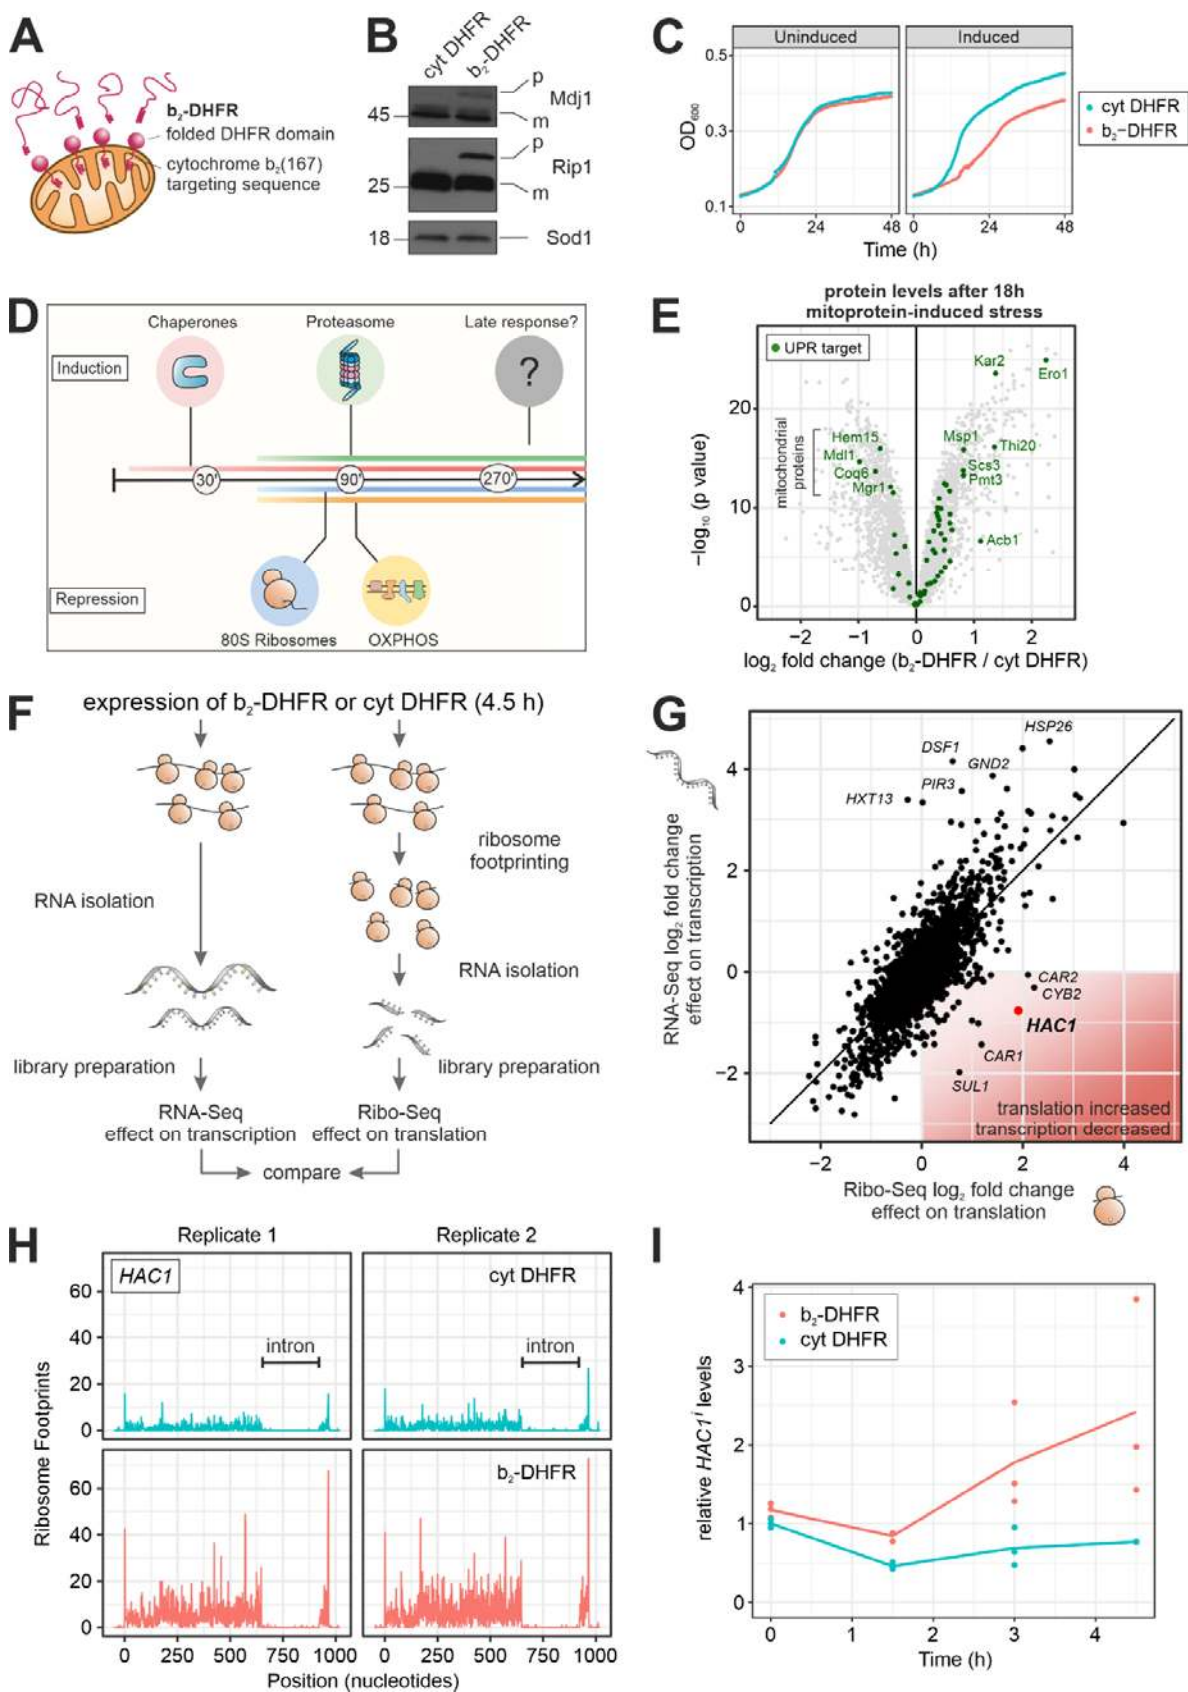 A
b₂-DHFR
folded DHFR domain
cytochrome b₂(167)
targeting sequence
B
cyt DHFR
b₂-DHFR
p
Mdj1
45
m
p
Rip1
25
m
18
Sod1
C
Uninduced
Induced
0.5
0.3
0.1
OD₆₀₀
cyt DHFR
b₂−DHFR
0
24
48
0
24
48
Time (h)
D
Chaperones
Proteasome
Late response?
Induction
?
30'
90'
270'
Repression
80S Ribosomes
OXPHOS
E
protein levels after 18h
mitoprotein-induced stress
UPR target
Kar2
Ero1
20
Hem15
Msp1
Thi20
Mdl1
Scs3
Coq6
Pmt3
Mgr1
mitochondrial
proteins
10
Acb1
0
−log₁₀ (p value)
−2
−1
0
1
2
log₂ fold change (b₂-DHFR / cyt DHFR)
F
expression of b₂-DHFR or cyt DHFR (4.5 h)
ribosome
footprinting
RNA isolation
RNA isolation
library preparation
library preparation
RNA-Seq
effect on transcription
Ribo-Seq
effect on translation
compare
G
HSP26
DSF1
GND2
PIR3
HXT13
4
2
0
−2
RNA-Seq log₂ fold change
effect on transcription
CAR2
CYB2
HAC1
CAR1
SUL1
translation increased
transcription decreased
−2
0
2
4
Ribo-Seq log₂ fold change
effect on translation
H
Replicate 1
Replicate 2
HAC1
cyt DHFR
60
40
20
0
intron
intron
b₂-DHFR
60
40
20
0
Ribosome Footprints
0
250
500
750
1000
0
250
500
750
1000
Position (nucleotides)
I
4
3
2
1
0
b₂-DHFR
cyt DHFR
relative HAC1ⁱ levels
0
1
2
3
4
Time (h)